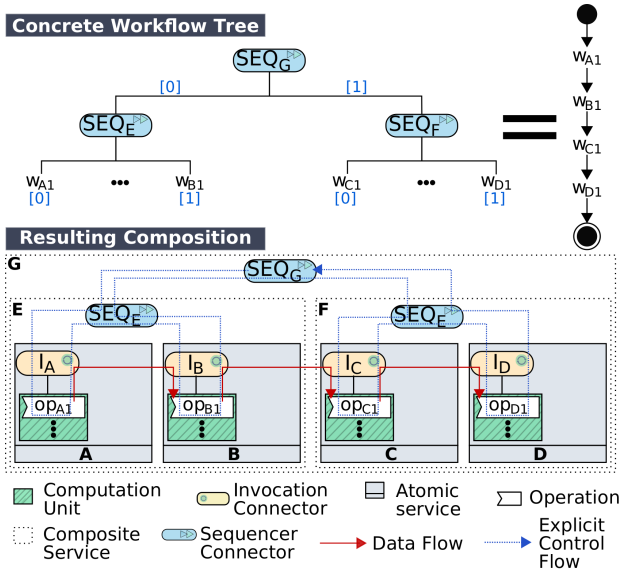 Concrete Workflow Tree
SEQG
[0] [1]
SEQE SEQF
wA1 ••• wB1 wC1 ••• wD1
[0] [1] [0] [1]
=
wA1
wB1
wC1
wD1
Resulting Composition
G
SEQG
E F
SEQE SEQE
IA IB IC ID
opA1 opB1 opC1 opD1
A B C D
Computation
Unit
Invocation
Connector
Atomic
service
Operation
Composite
Service
Sequencer
Connector
Data Flow
Explicit
Control
Flow